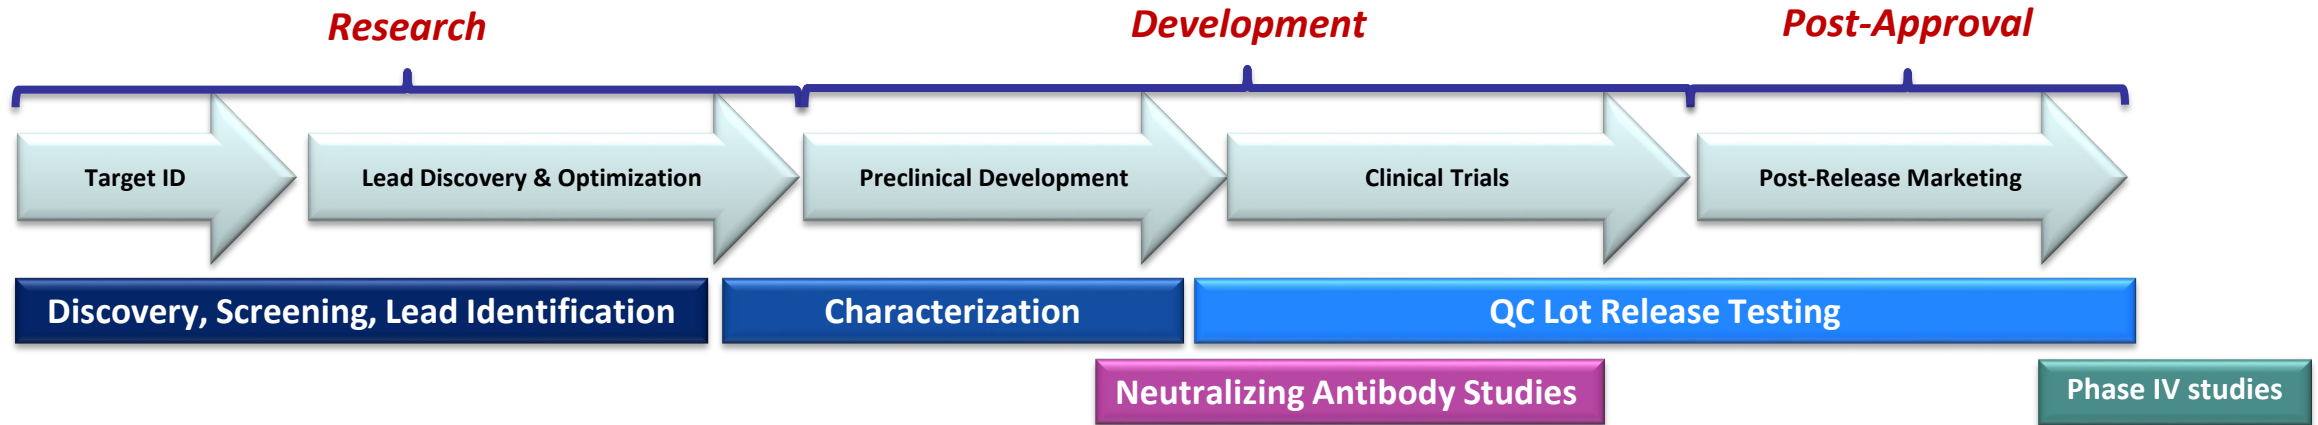 Research
Development
Post-Approval
Target ID
Lead Discovery & Optimization
Preclinical Development
Clinical Trials
Post-Release Marketing
Discovery, Screening, Lead Identification
Characterization
QC Lot Release Testing
Neutralizing Antibody Studies
Phase IV studies